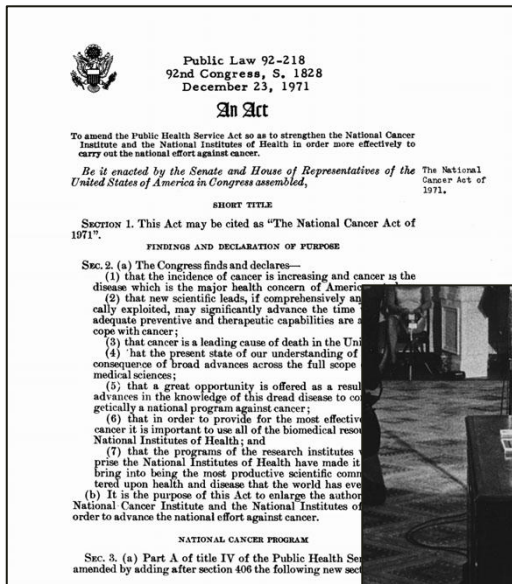 Public Law 92-218
92nd Congress, S. 1828
December 23, 1971
An Act
To amend the Public Health Service Act so as to strengthen the National Cancer
Institute and the National Institutes of Health in order more effectively to
carry out the national effort against cancer.
Be it enacted by the Senate and House of Representatives of the
United States of America in Congress assembled,
The National
Cancer Act of
1971.
SHORT TITLE
SECTION 1. This Act may be cited as "The National Cancer Act of
1971".
FINDINGS AND DECLARATION OF PURPOSE
SEC. 2. (a) The Congress finds and declares—
(1) that the incidence of cancer is increasing and cancer is the
disease which is the major health concern of
(2) that new scientific leads, if comprehensively
cally exploited, may significantly advance the time
adequate preventive and therapeutic capabilities are
cope with cancer;
(3) that cancer is a leading cause of death in the
(4) hat the present state of our understanding of
consequence of broad advances across the full scope
medical sciences;
(5) that a great opportunity is offered as a
advances in the knowledge of this dread disease to
getically a national program against cancer;
(6) that in order to provide for the most
cancer it is important to use all of the biomedical
National Institutes of Health; and
(7) that the programs of the research institutes
prise the National Institutes of Health have made it
bring into being the most productive scientific
tered upon health and disease that the world has
(b) It is the purpose of this Act to enlarge the
National Cancer Institute and the National Institutes of
order to advance the national effort against cancer.
NATIONAL CANCER PROGRAM
SEC. 3. (a) Part A of title IV of the Public Health
amended by adding after section 406 the following new